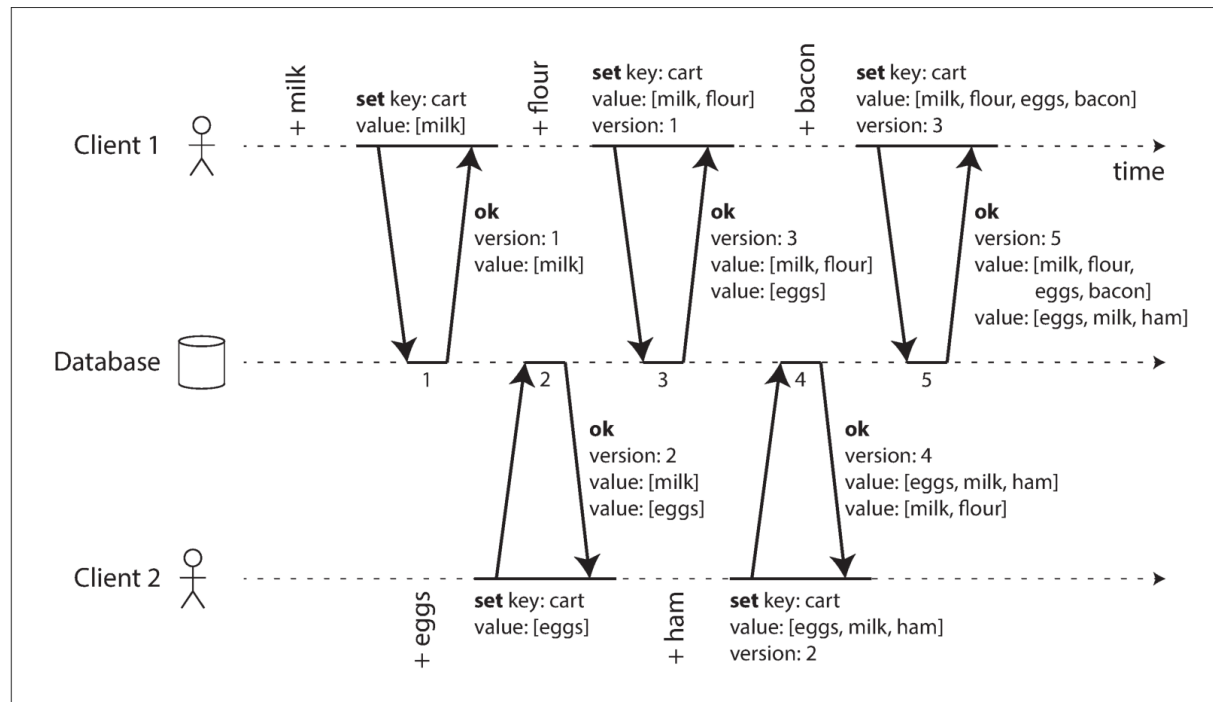 + milk
set key: cart
value: [milk]
+ flour
set key: cart
value: [milk, flour]
version: 1
+ bacon
set key: cart
value: [milk, flour, eggs, bacon]
version: 3
Client 1
time
ok
version: 1
value: [milk]
ok
version: 3
value: [milk, flour]
value: [eggs]
ok
version: 5
value: [milk, flour,
eggs, bacon]
value: [eggs, milk, ham]
Database
1
2
3
4
5
ok
version: 2
value: [milk]
value: [eggs]
ok
version: 4
value: [eggs, milk, ham]
value: [milk, flour]
Client 2
+ eggs
set key: cart
value: [eggs]
+ ham
set key: cart
value: [eggs, milk, ham]
version: 2